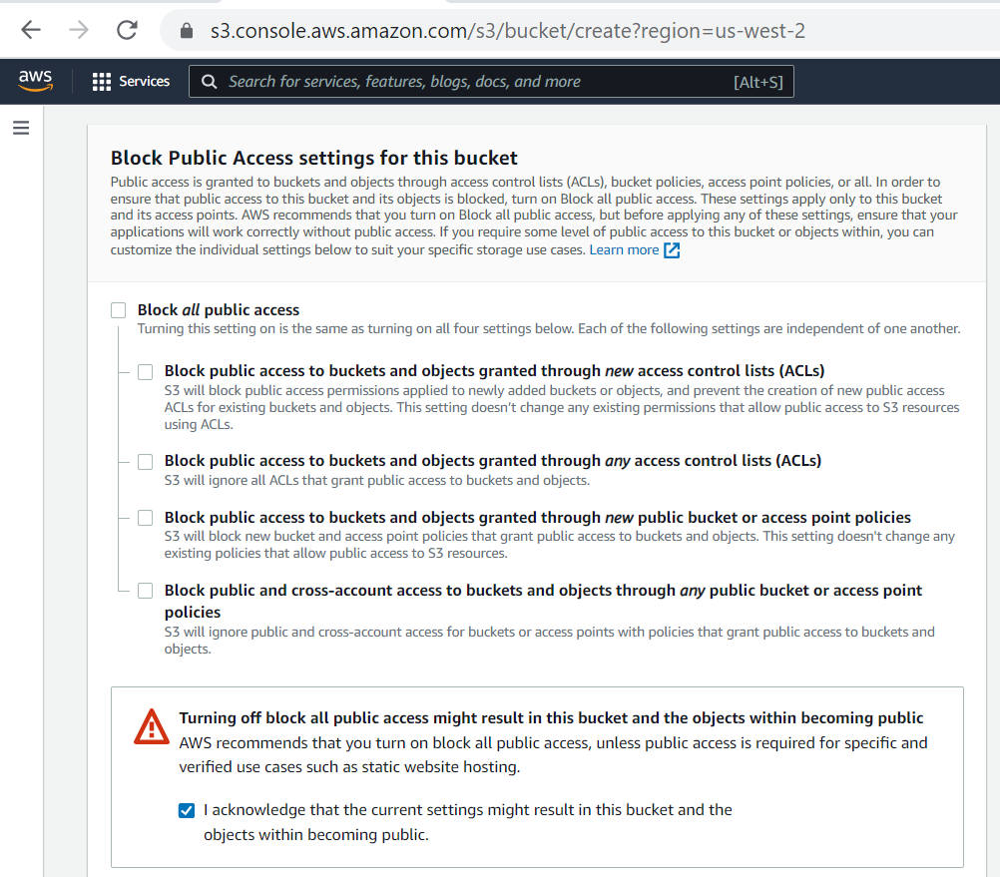 s3.console.aws.amazon.com/s3/bucket/create?region=us-west-2
aws
Services
Search for services, features, blogs, docs, and more
[Alt+S]
Block Public Access settings for this bucket
Public access is granted to buckets and objects through access control lists (ACLs), bucket policies, access point policies, or all. In order to
ensure that public access to this bucket and its objects is blocked, turn on Block all public access. These settings apply only to this bucket
and its access points. AWS recommends that you turn on Block all public access, but before applying any of these settings, ensure that your
applications will work correctly without public access. If you require some level of public access to this bucket or objects within, you can
customize the individual settings below to suit your specific storage use cases. Learn more
Block all public access
Turning this setting on is the same as turning on all four settings below. Each of the following settings are independent of one another.
Block public access to buckets and objects granted through new access control lists (ACLs)
S3 will block public access permissions applied to newly added buckets or objects, and prevent the creation of new public access
ACLs for existing buckets and objects. This setting doesn't change any existing permissions that allow public access to S3 resources
using ACLs.
Block public access to buckets and objects granted through any access control lists (ACLs)
S3 will ignore all ACLs that grant public access to buckets and objects.
Block public access to buckets and objects granted through new public bucket or access point policies
S3 will block new bucket and access point policies that grant public access to buckets and objects. This setting doesn't change any
existing policies that allow public access to S3 resources.
Block public and cross-account access to buckets and objects through any public bucket or access point
policies
S3 will ignore public and cross-account access for buckets or access points with policies that grant public access to buckets and
objects.
Turning off block all public access might result in this bucket and the objects within becoming public
AWS recommends that you turn on block all public access, unless public access is required for specific and
verified use cases such as static website hosting.
I acknowledge that the current settings might result in this bucket and the
objects within becoming public.